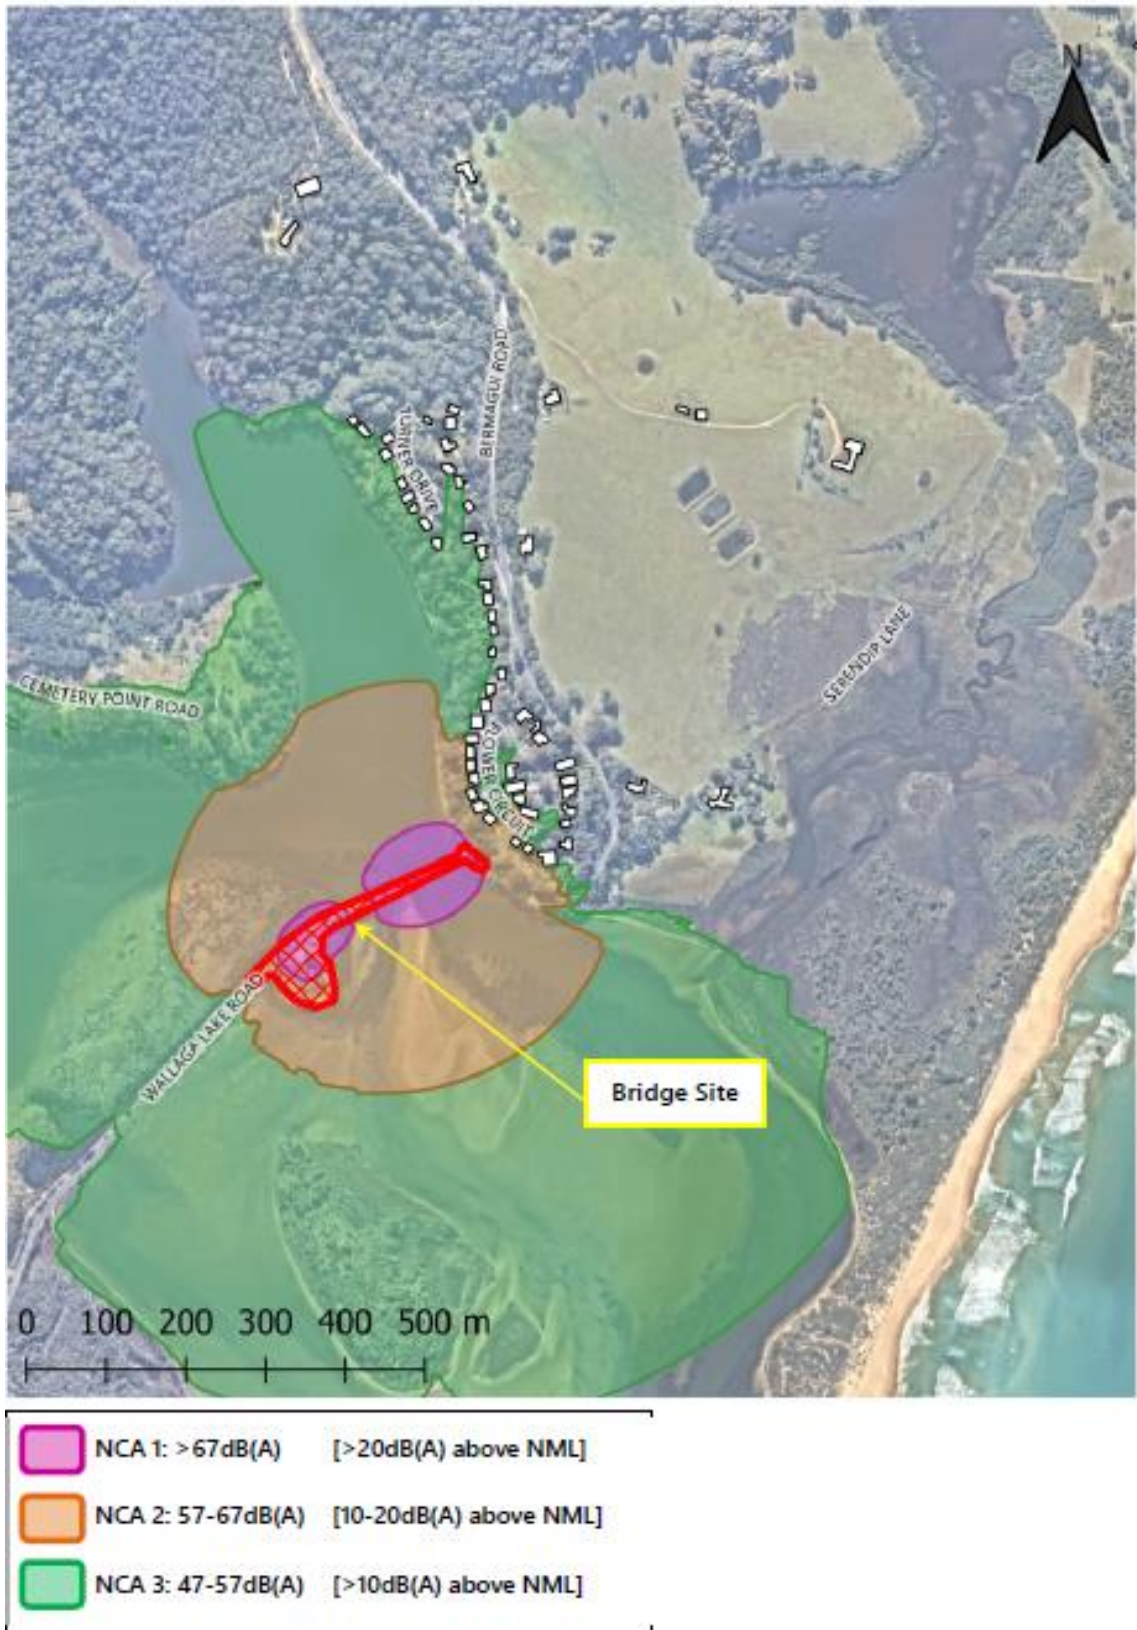 N
BERMAGUI ROAD
TURNER DRIVE
SERENDIP LANE
CEMETERY POINT ROAD
FLOWER CIRCUIT
WALLAGA LAKE ROAD
Bridge Site
0 100 200 300 400 500 m
NCA 1: >67dB(A) [>20dB(A) above NML]
NCA 2: 57-67dB(A) [10-20dB(A) above NML]
NCA 3: 47-57dB(A) [>10dB(A) above NML]